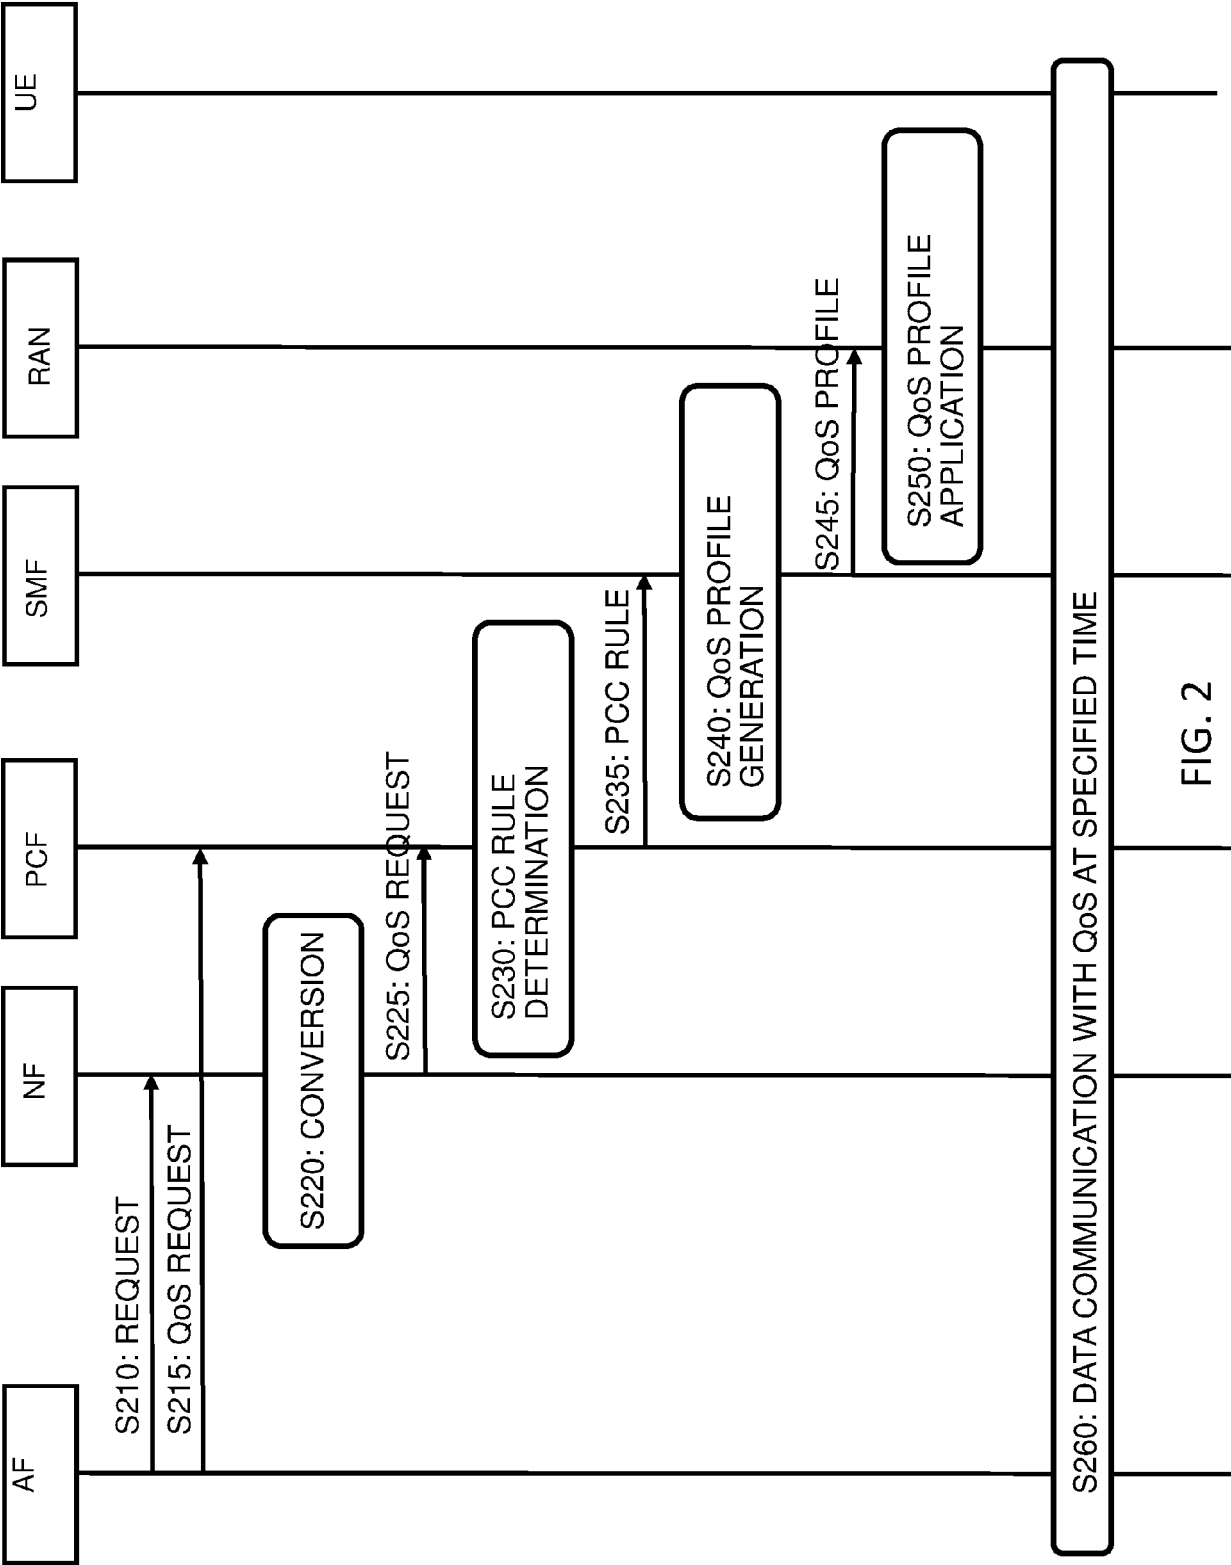 AF
NF
PCF
SMF
RAN
UE
S210: REQUEST
S215: QoS REQUEST
S220: CONVERSION
S225: QoS REQUEST
S230: PCC RULE
DETERMINATION
S235: PCC RULE
S240: QoS PROFILE
GENERATION
S245: QoS PROFILE
S250: QoS PROFILE
APPLICATION
S260: DATA COMMUNICATION WITH QoS AT SPECIFIED TIME
FIG. 2